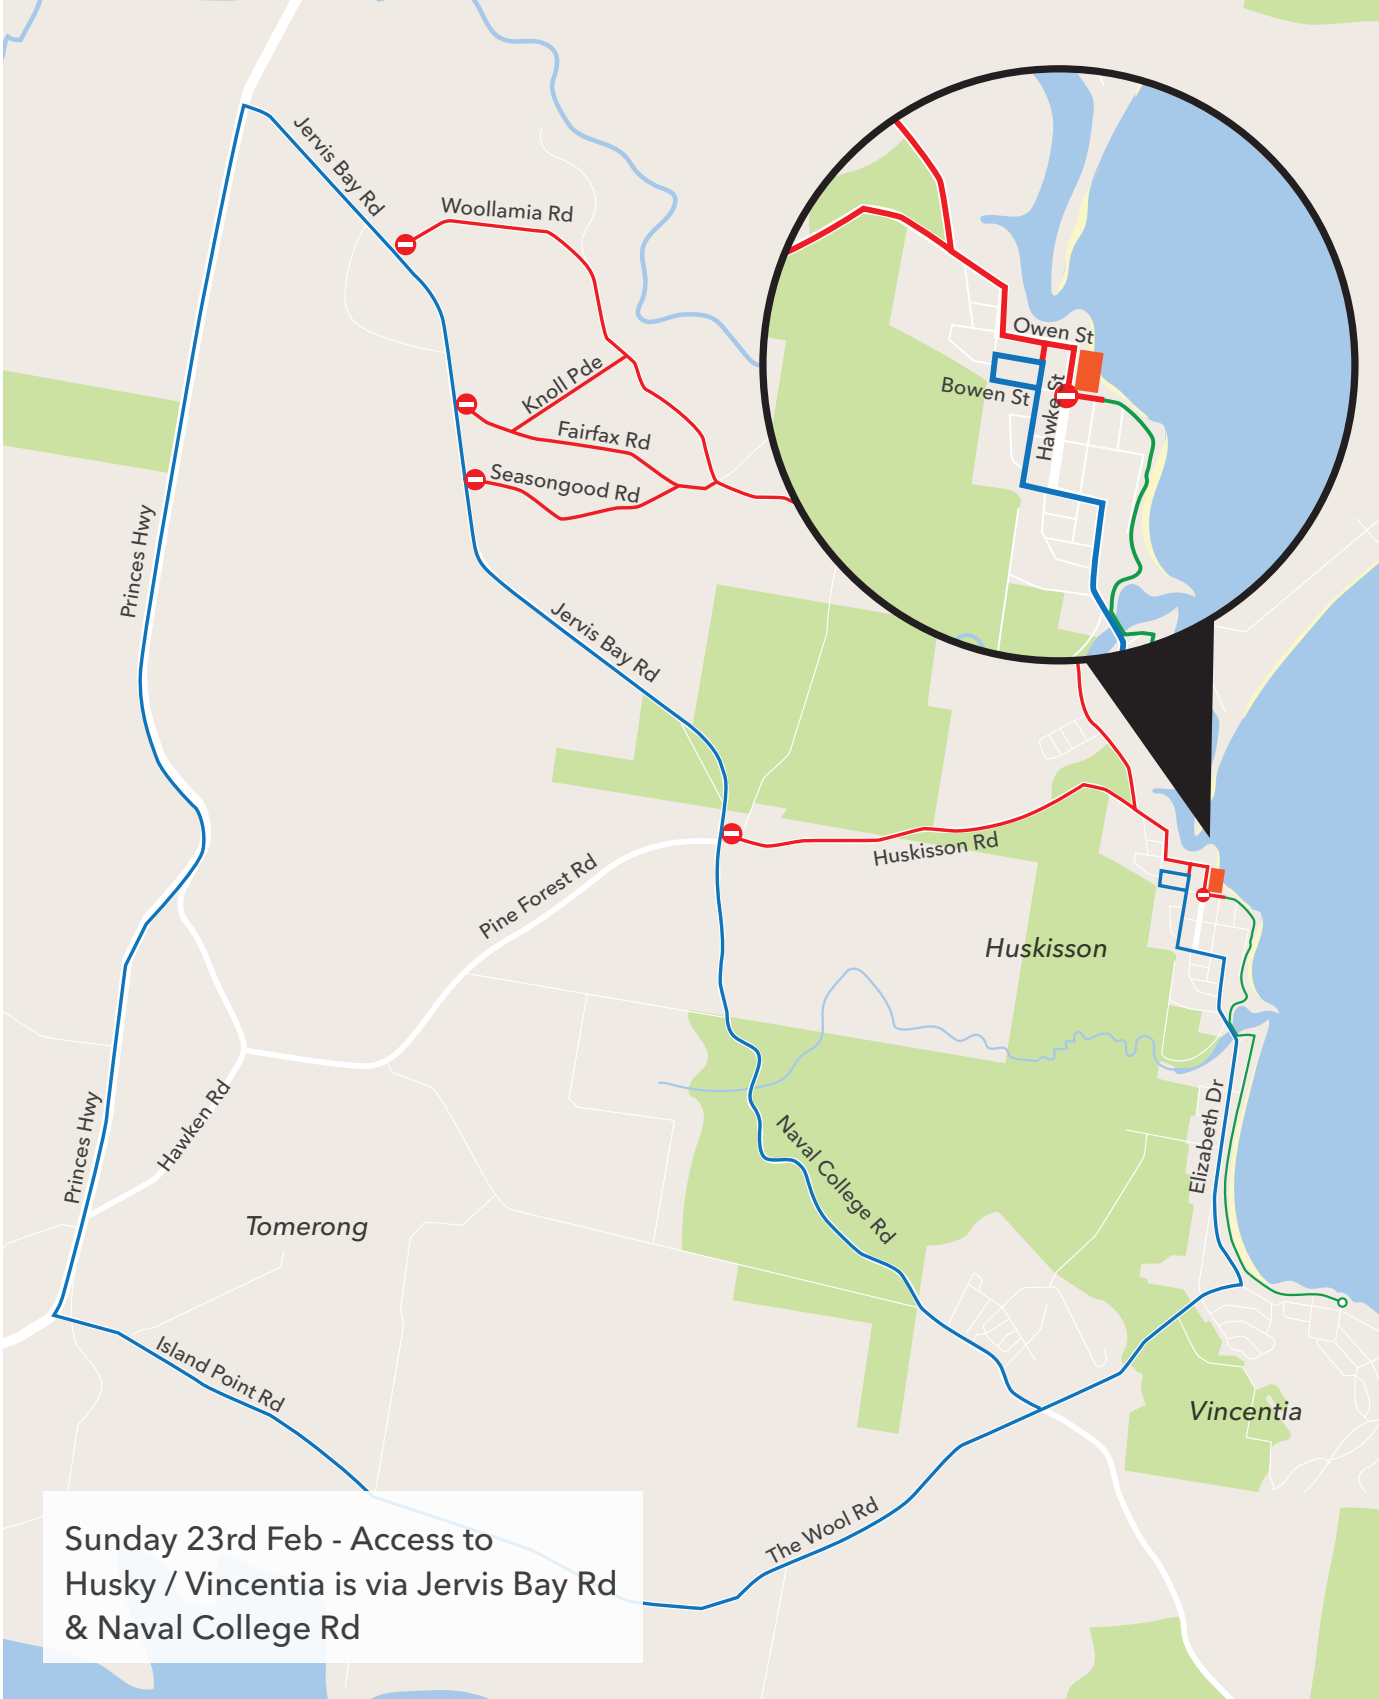 Jervis Bay Rd
Woollamia Rd
Owen St
Knoll Pde
Bowen St
Hawke St
Fairfax Rd
Seasongood Rd
Princes Hwy
Jervis Bay Rd
Huskisson Rd
Pine Forest Rd
Huskisson
Princes Hwy
Hawken Rd
Naval College Rd
Elizabeth Dr
Tomerong
Island Point Rd
Vincentia
The Wool Rd
Sunday 23rd Feb - Access to
Husky / Vincentia is via Jervis Bay Rd
& Naval College Rd